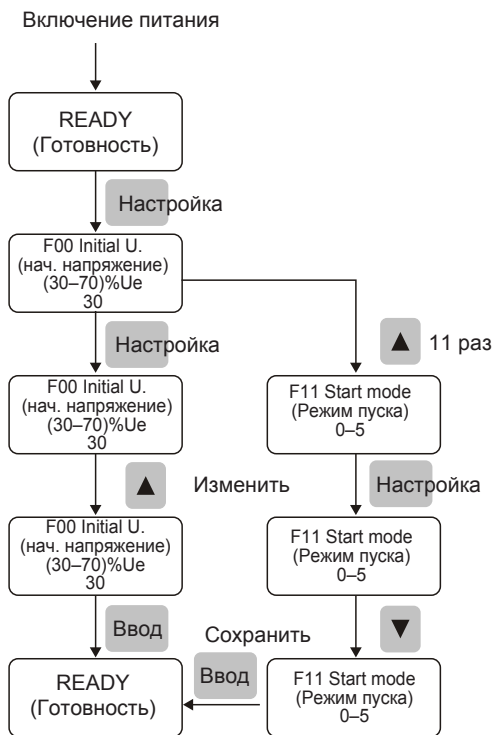 Включение питания
READY
(Готовность)
Настройка
F00 Initial U.
(нач. напряжение)
(30–70)%Ue
30
▲ 11 раз
Настройка
F00 Initial U.
(нач. напряжение)
(30–70)%Ue
30
F11 Start mode
(Режим пуска)
0–5
▲ Изменить
Настройка
F00 Initial U.
(нач. напряжение)
(30–70)%Ue
30
F11 Start mode
(Режим пуска)
0–5
Ввод
Сохранить
▼
READY
(Готовность)
Ввод
F11 Start mode
(Режим пуска)
0–5